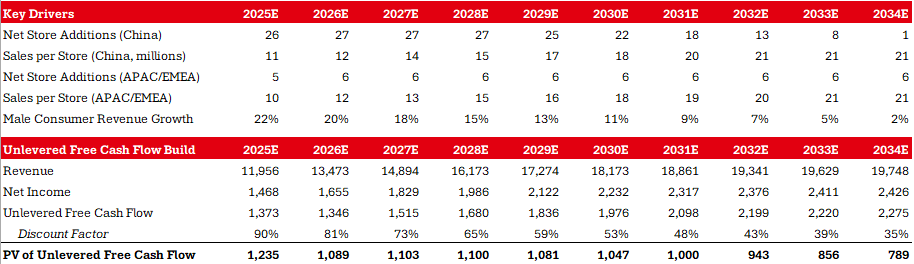 Key Drivers 2025E 2026E 2027E 2028E 2029E 2030E 2031E 2032E 2033E 2034E
Net Store Additions (China) 26 27 27 27 25 22 18 13 8 1
Sales per Store (China, millions) 11 12 14 15 17 18 20 21 21 21
Net Store Additions (APAC/EMEA) 5 6 6 6 6 6 6 6 6 6
Sales per Store (APAC/EMEA) 10 12 13 15 16 18 19 20 21 21
Male Consumer Revenue Growth 22% 20% 18% 15% 13% 11% 9% 7% 5% 2%
Unlevered Free Cash Flow Build 2025E 2026E 2027E 2028E 2029E 2030E 2031E 2032E 2033E 2034E
Revenue 11,956 13,473 14,894 16,173 17,274 18,173 18,861 19,341 19,629 19,748
Net Income 1,468 1,655 1,829 1,986 2,122 2,232 2,317 2,376 2,411 2,426
Unlevered Free Cash Flow 1,373 1,346 1,515 1,680 1,836 1,976 2,098 2,199 2,220 2,275
Discount Factor 90% 81% 73% 65% 59% 53% 48% 43% 39% 35%
PV of Unlevered Free Cash Flow 1,235 1,089 1,103 1,100 1,081 1,047 1,000 943 856 789